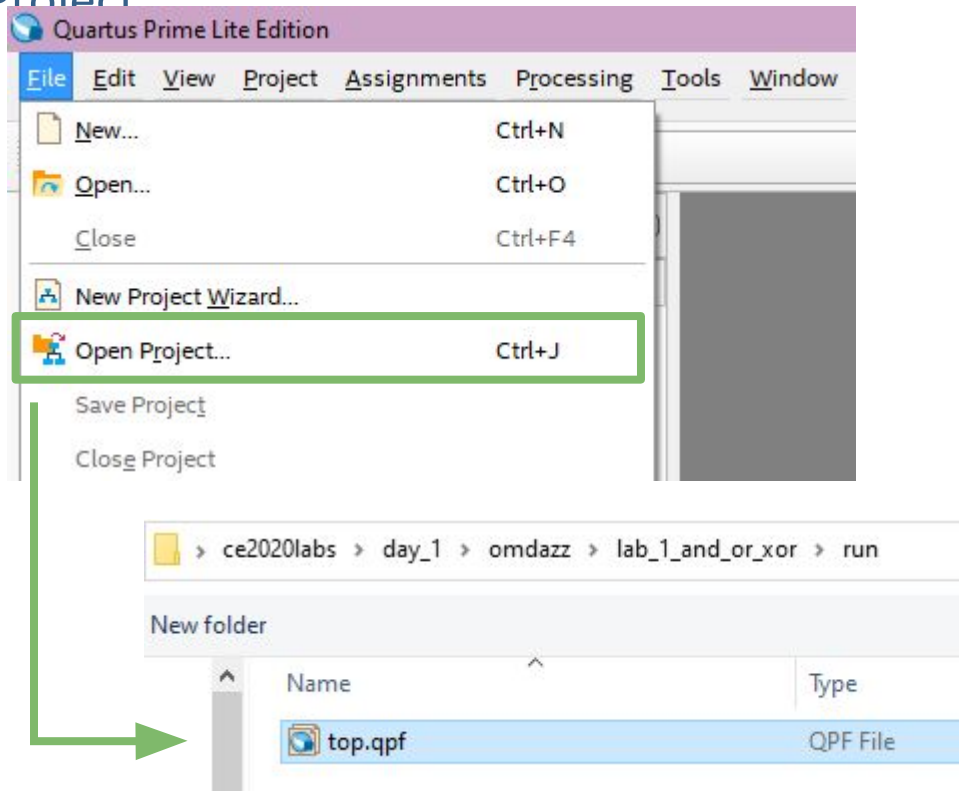 Project
Quartus Prime Lite Edition
File Edit View Project Assignments Processing Tools Window
New... Ctrl+N
Open... Ctrl+O
Close Ctrl+F4
New Project Wizard...
Open Project... Ctrl+J
Save Project
Close Project
› ce2020labs › day_1 › omdazz › lab_1_and_or_xor › run
New folder
Name Type
top.qpf QPF File